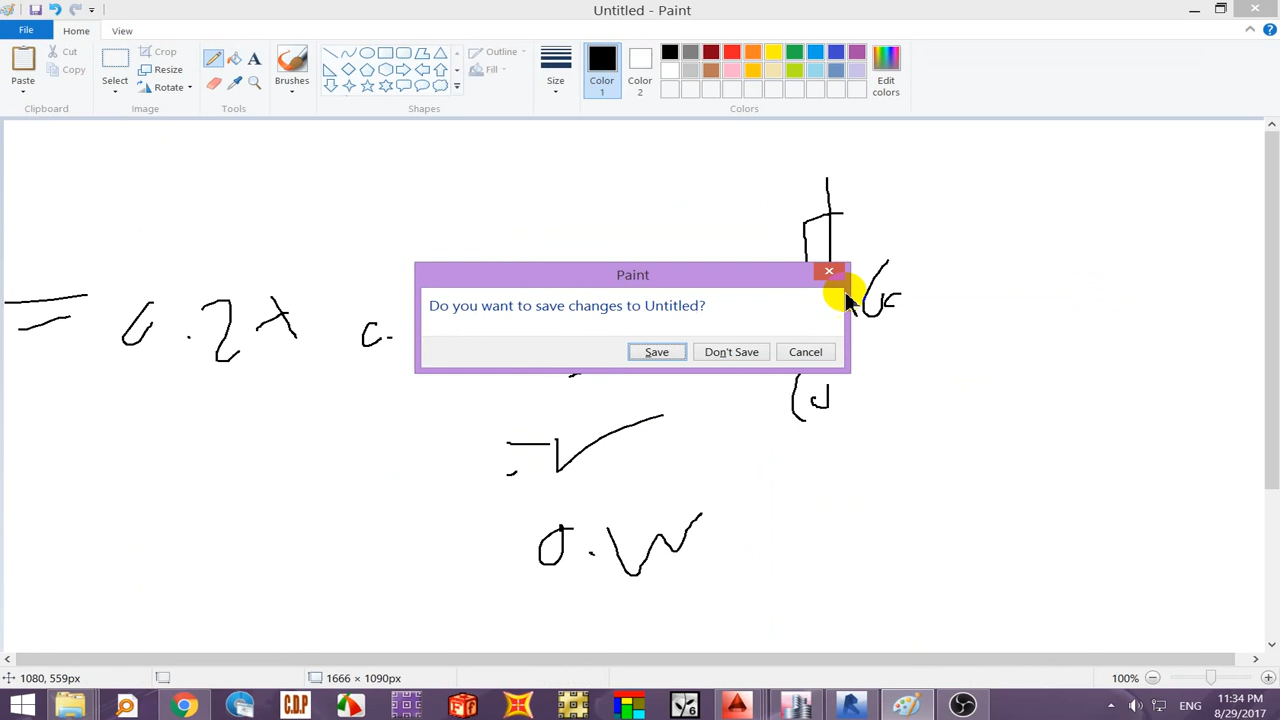 Untitled - Paint
File Home View
Paste
Cut
Copy
Clipboard
Select
Crop
Resize
Rotate
Image
Tools
Brushes
Shapes
Outline
Fill
Size
Color 1
Color 2
Edit colors
Colors
Paint
Do you want to save changes to Untitled?
Save Don't Save Cancel
o.w
1080, 559px
1666 × 1090px
100%
C.D.P
6
ENG
11:34 PM
8/29/2017